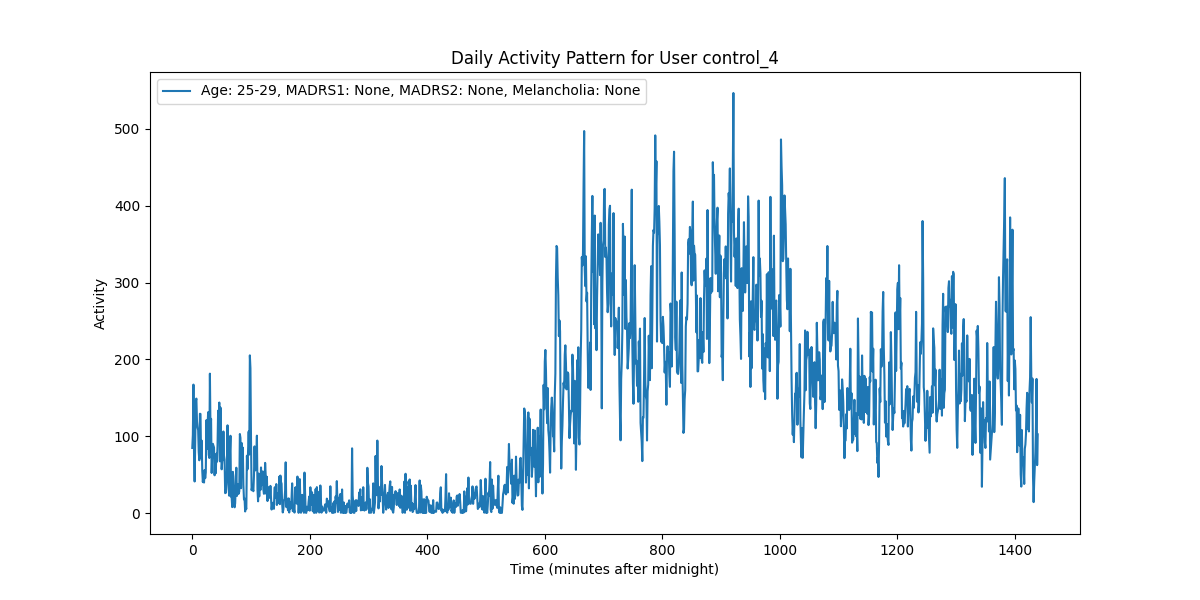 Daily Activity Pattern for User control_4
Age: 25-29, MADRS1: None, MADRS2: None, Melancholia: None
Activity
500
400
300
200
100
0
0 200 400 600 800 1000 1200 1400
Time (minutes after midnight)